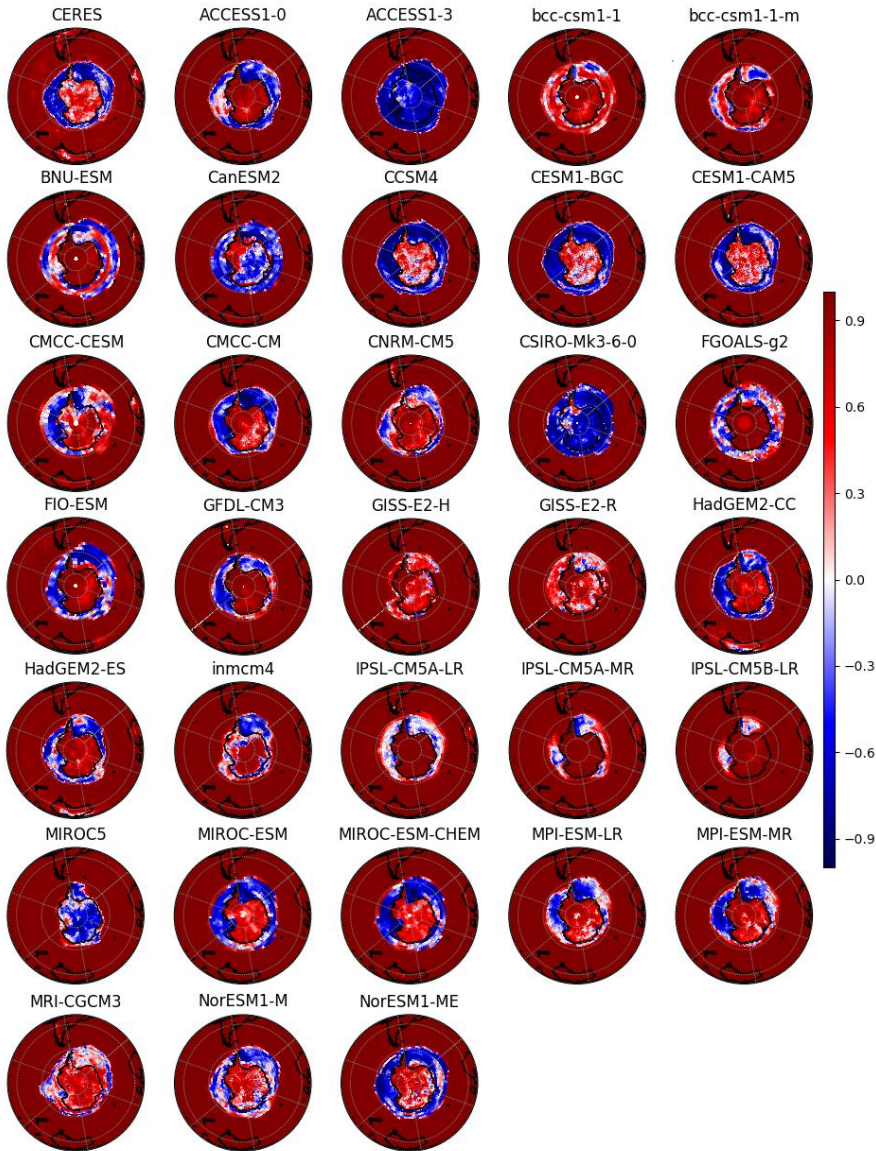 CERES ACCESS1-0 ACCESS1-3 bcc-csm1-1 bcc-csm1-1-m
BNU-ESM CanESM2 CCSM4 CESM1-BGC CESM1-CAM5
CMCC-CESM CMCC-CM CNRM-CM5 CSIRO-Mk3-6-0 FGOALS-g2
0.9
0.6
0.3
0.0
−0.3
−0.6
−0.9
FIO-ESM GFDL-CM3 GISS-E2-H GISS-E2-R HadGEM2-CC
HadGEM2-ES inmcm4 IPSL-CM5A-LR IPSL-CM5A-MR IPSL-CM5B-LR
MIROC5 MIROC-ESM MIROC-ESM-CHEM MPI-ESM-LR MPI-ESM-MR
MRI-CGCM3 NorESM1-M NorESM1-ME